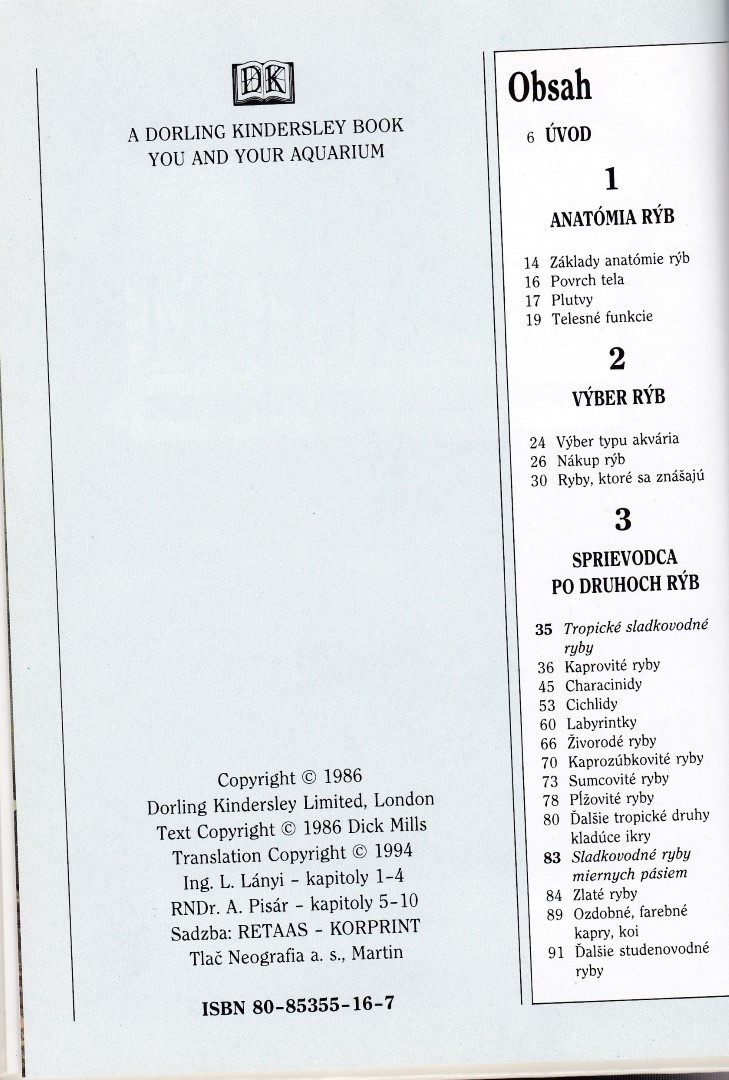 DK
A DORLING KINDERSLEY BOOK
YOU AND YOUR AQUARIUM
Copyright © 1986
Dorling Kindersley Limited, London
Text Copyright © 1986 Dick Mills
Translation Copyright © 1994
Ing. L. Lányi – kapitoly 1–4
RNDr. A. Pisár – kapitoly 5–10
Sadzba: RETAAS – KORPRINT
Tlač Neografia a. s., Martin
ISBN 80–85355–16–7
Obsah
6 ÚVOD
1
ANATÓMIA RÝB
14 Základy anatómie rýb
16 Povrch tela
17 Plutvy
19 Telesné funkcie
2
VÝBER RÝB
24 Výber typu akvária
26 Nákup rýb
30 Ryby, ktoré sa znášajú
3
SPRIEVODCA
PO DRUHOCH RÝB
35 Tropické sladkovodné
ryby
36 Kaprovité ryby
45 Characinidy
53 Cichlidy
60 Labyrintky
66 Živorodé ryby
70 Kaprozúbkovité ryby
73 Sumcovité ryby
78 Pĺžovité ryby
80 Ďalšie tropické druhy
kladúce ikry
83 Sladkovodné ryby
miernych pásiem
84 Zlaté ryby
89 Ozdobné, farebné
kapry, koi
91 Ďalšie studenovodné
ryby